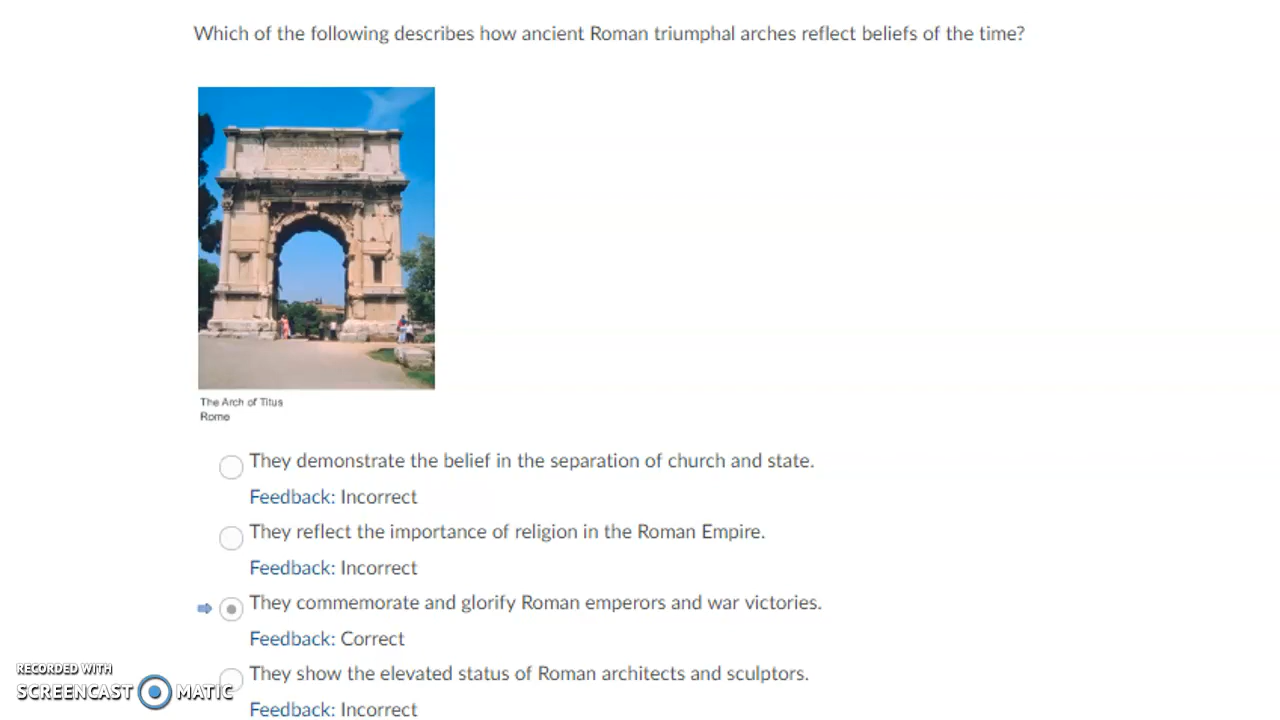 Which of the following describes how ancient Roman triumphal arches reflect beliefs of the time?
The Arch of Titus
Rome
They demonstrate the belief in the separation of church and state.
Feedback: Incorrect
They reflect the importance of religion in the Roman Empire.
Feedback: Incorrect
They commemorate and glorify Roman emperors and war victories.
Feedback: Correct
They show the elevated status of Roman architects and sculptors.
Feedback: Incorrect
RECORDED WITH
SCREENCAST MATIC